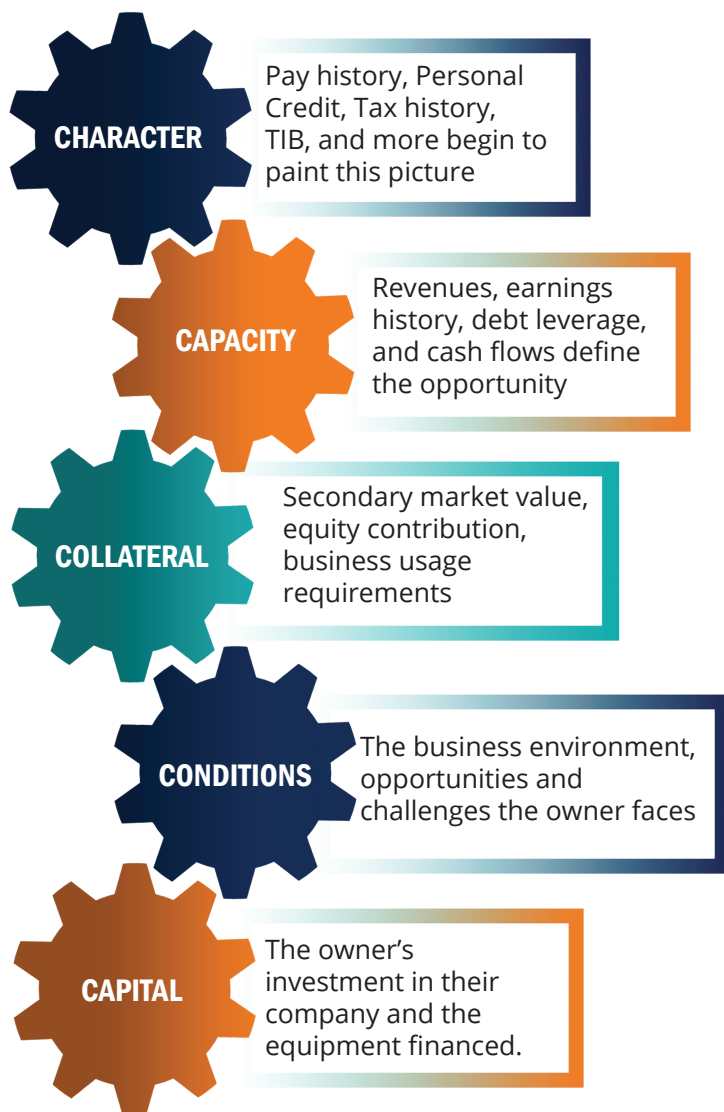 CHARACTER
Pay history, Personal
Credit, Tax history,
TIB, and more begin to
paint this picture
CAPACITY
Revenues, earnings
history, debt leverage,
and cash flows define
the opportunity
COLLATERAL
Secondary market value,
equity contribution,
business usage
requirements
CONDITIONS
The business environment,
opportunities and
challenges the owner faces
CAPITAL
The owner’s
investment in their
company and the
equipment financed.